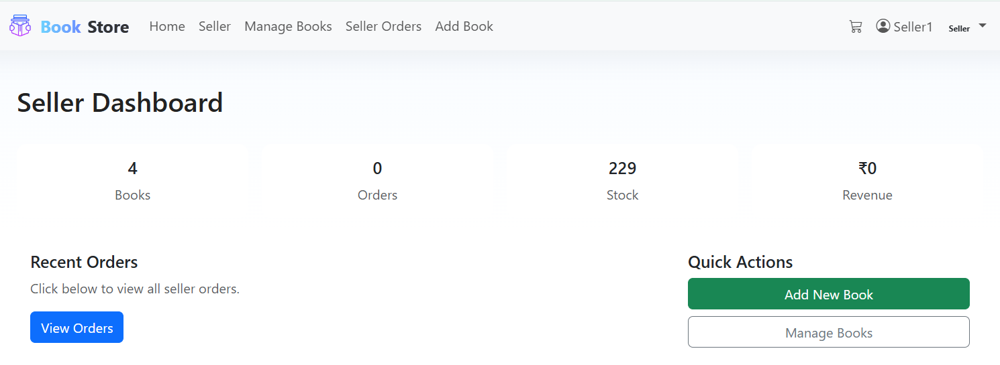 Book Store Home Seller Manage Books Seller Orders Add Book Seller1 Seller
Seller Dashboard
4 0 229 ₹0
Books Orders Stock Revenue
Recent Orders
Click below to view all seller orders.
View Orders
Quick Actions
Add New Book
Manage Books